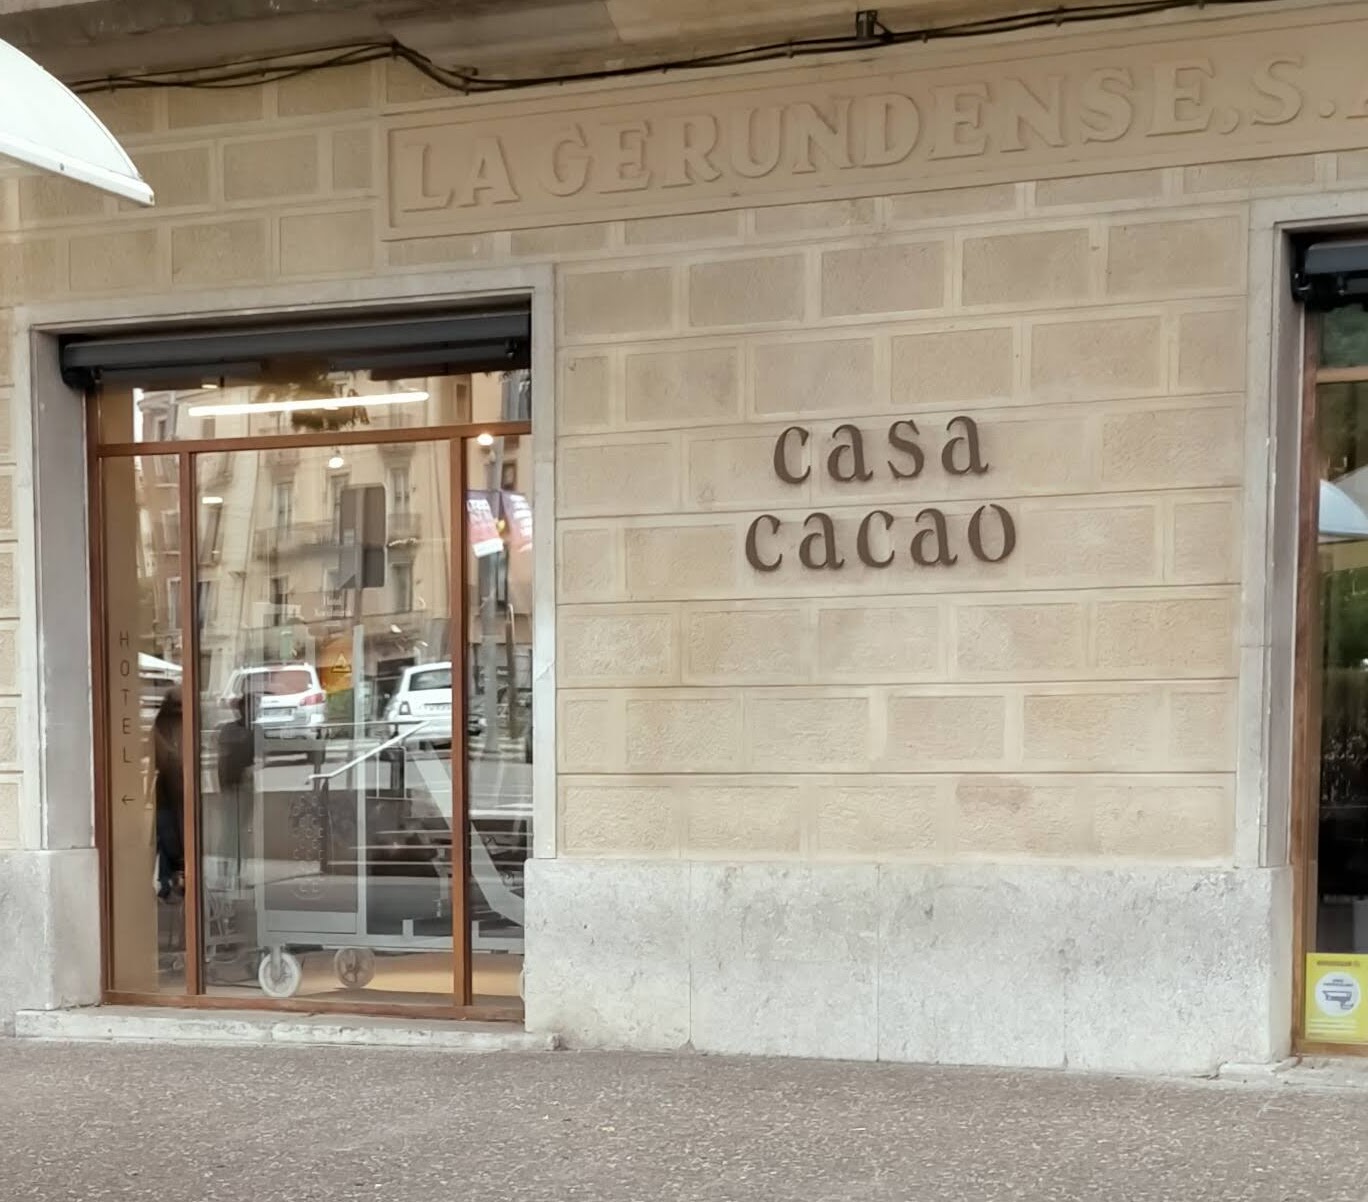 LA GERUNDENSE, S.
casa
cacao
HOTEL ←